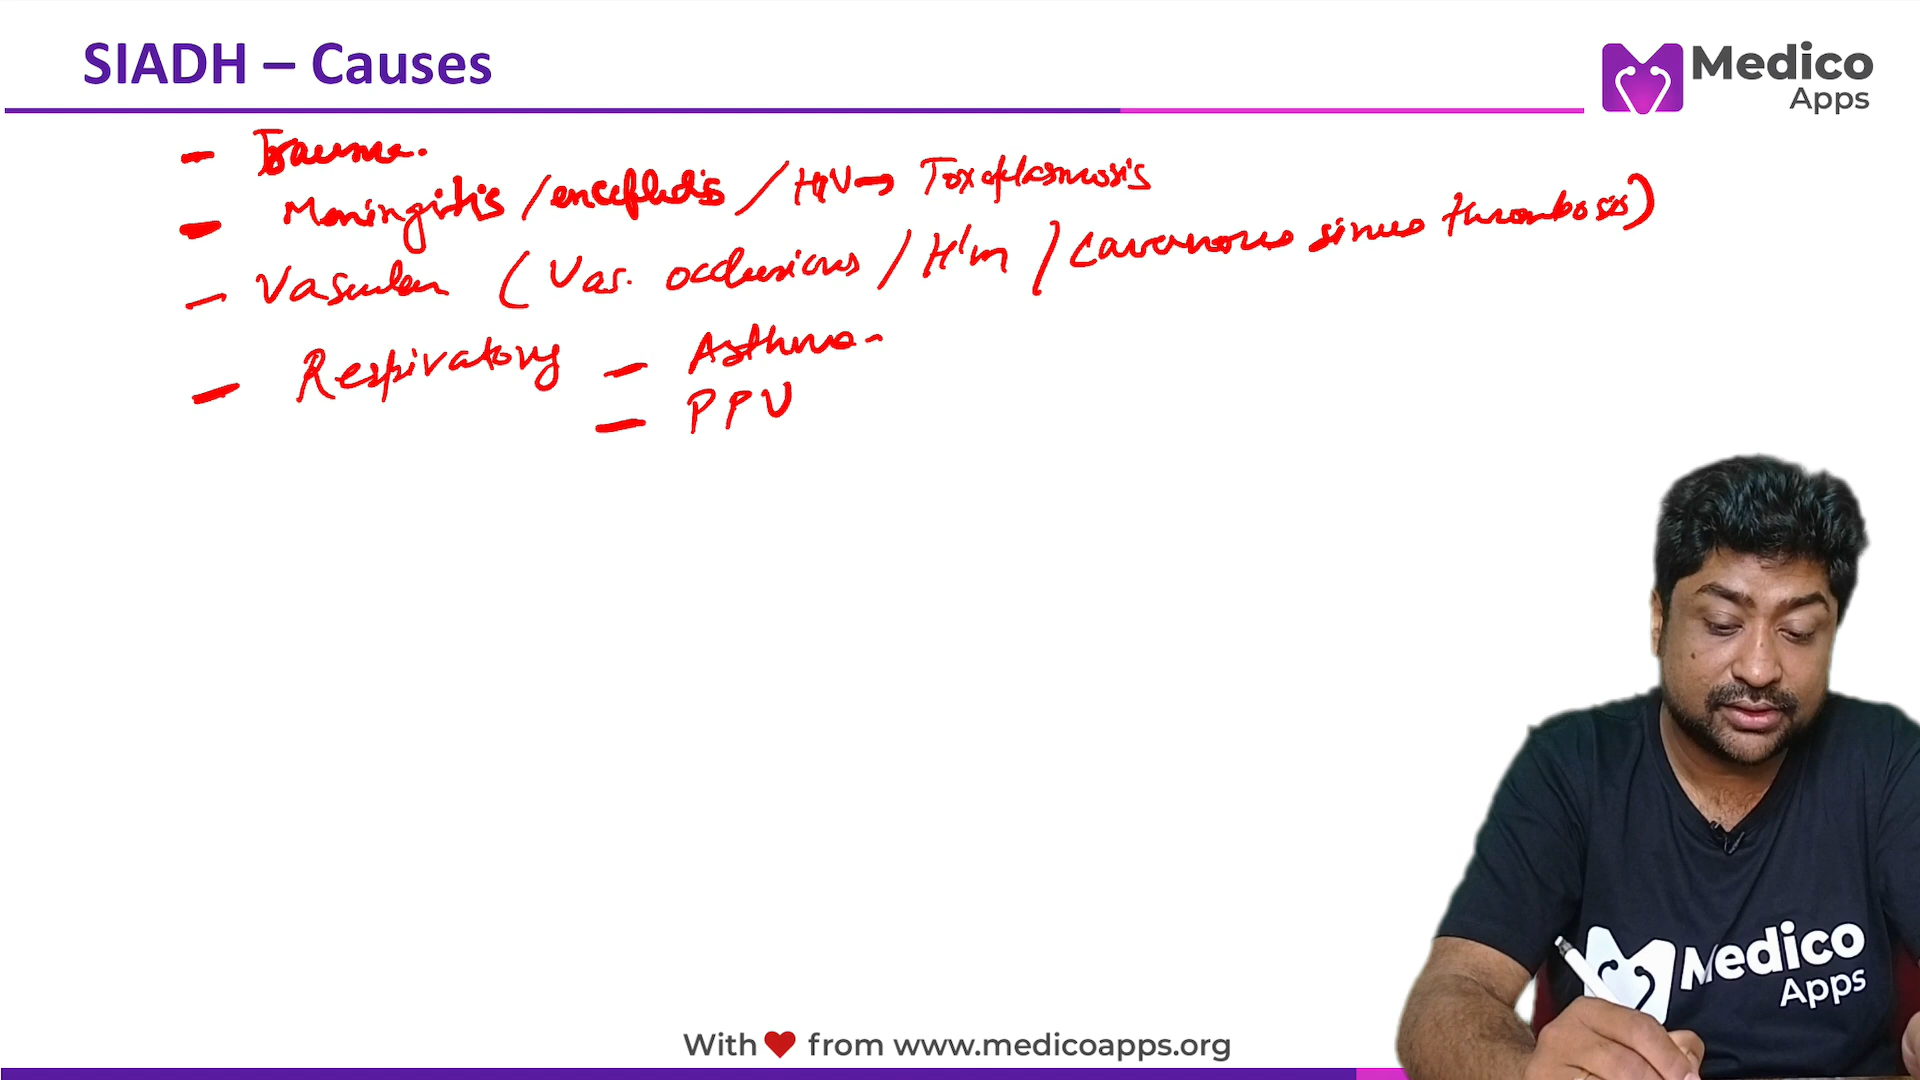 SIADH – Causes
Medico
Apps
– Trauma.
– Meningitis / encephalitis / HIV → Toxoplasmosis
– Vascular ( Vas. occlusions / H'm / cavernous sinus thrombosis)
– Respiratory – Asthma -
– PPV
Medico
Apps
With ❤ from www.medicoapps.org